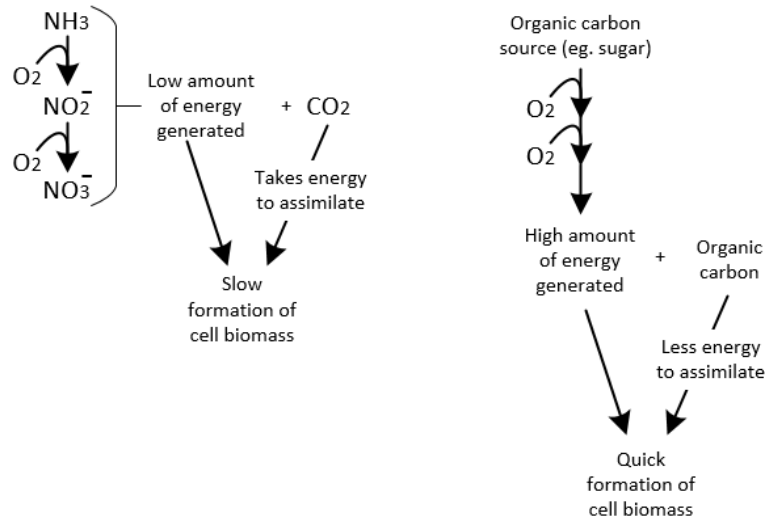 NH3
O2
NO2-
O2
NO3-
Low amount
of energy
generated
+ CO2
Takes energy
to assimilate
Slow
formation of
cell biomass
Organic carbon
source (eg. sugar)
O2
O2
High amount
of energy
generated
+
Organic
carbon
Less energy
to assimilate
Quick
formation of
cell biomass